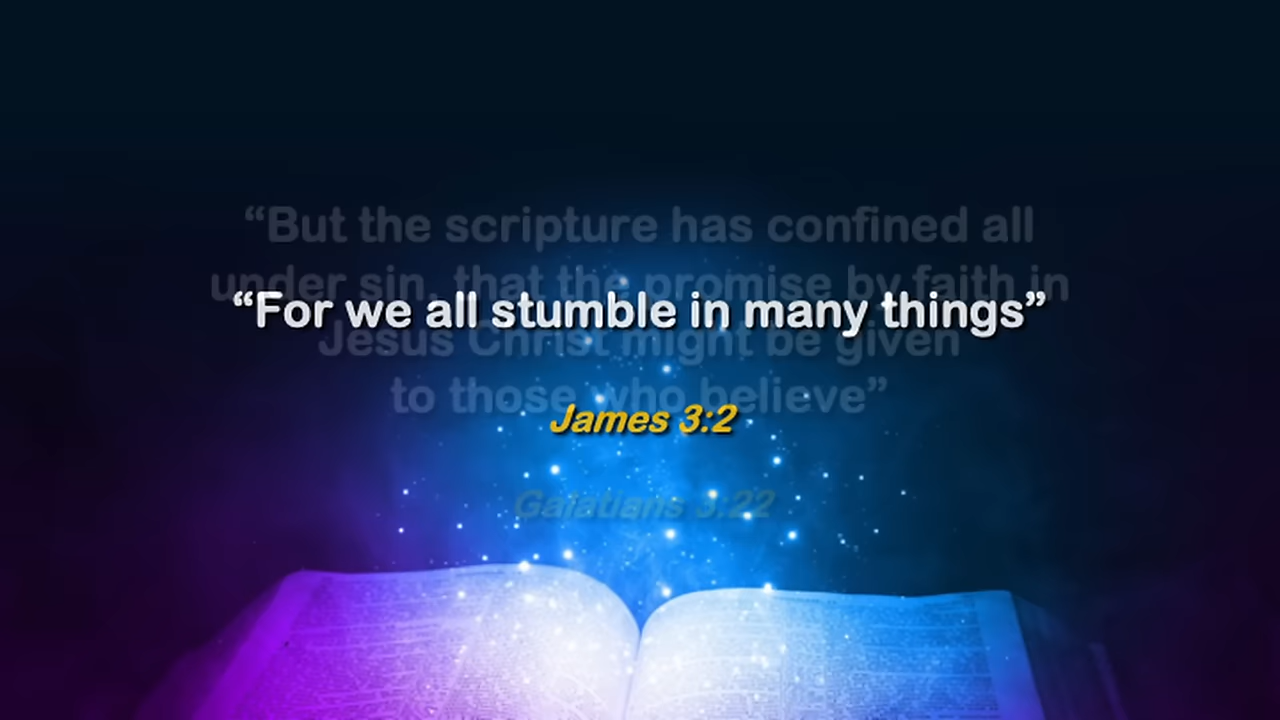 “But the scripture has confined all
under sin, that the promise by faith in
“For we all stumble in many things”
Jesus Christ might be given
to those who believe”
James 3:2
Galatians 3:22